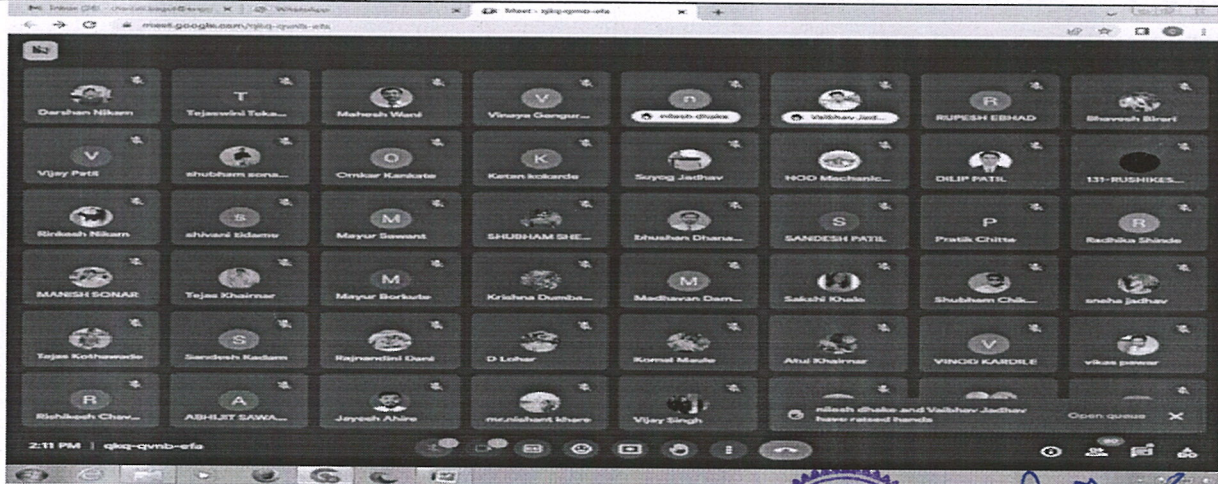 meet.google.com/qkq-qvnb-efa
Darshan Nikam
T
Tejaswini Toka...
Mahesh Wani
V
Vinaya Gangur...
n
nilesh dhake
Vaibhav Jad...
R
RUPESH EBHAD
Bhavesh Birari
V
Vijay Patil
shubham sona...
O
Omkar Kankate
K
Ketan kokarde
Suyog Jadhav
HOD Mechanic...
DILIP PATIL
131-RUSHIKES...
Rinkesh Nikam
S
shivani
M
Mayur Sawant
SHUBHAM SHE...
bhushan Dhana...
S
SANDESH PATIL
P
Pratik Chitte
R
Radhika Shinde
MANISH SONAR
Tejas Khairnar
M
Mayur Borkute
Krishna Dumba...
M
Madhavan Dam...
Sakshi Khale
Shubham Chik...
sneha jadhav
Tejas Kothawade
S
Sandesh Kadam
Rajnandini Dani
D Lohar
Komal Maule
Atul Khairnar
V
VINOD KARDILE
vikas pawar
R
Rishikesh Chav...
A
ABHIJIT SAWA...
Jayesh Ahire
mr.nishant khare
Vijay Singh
nilesh dhake and Vaibhav Jadhav
have raised hands
Open queue
2:11 PM | qkq-qvnb-efa